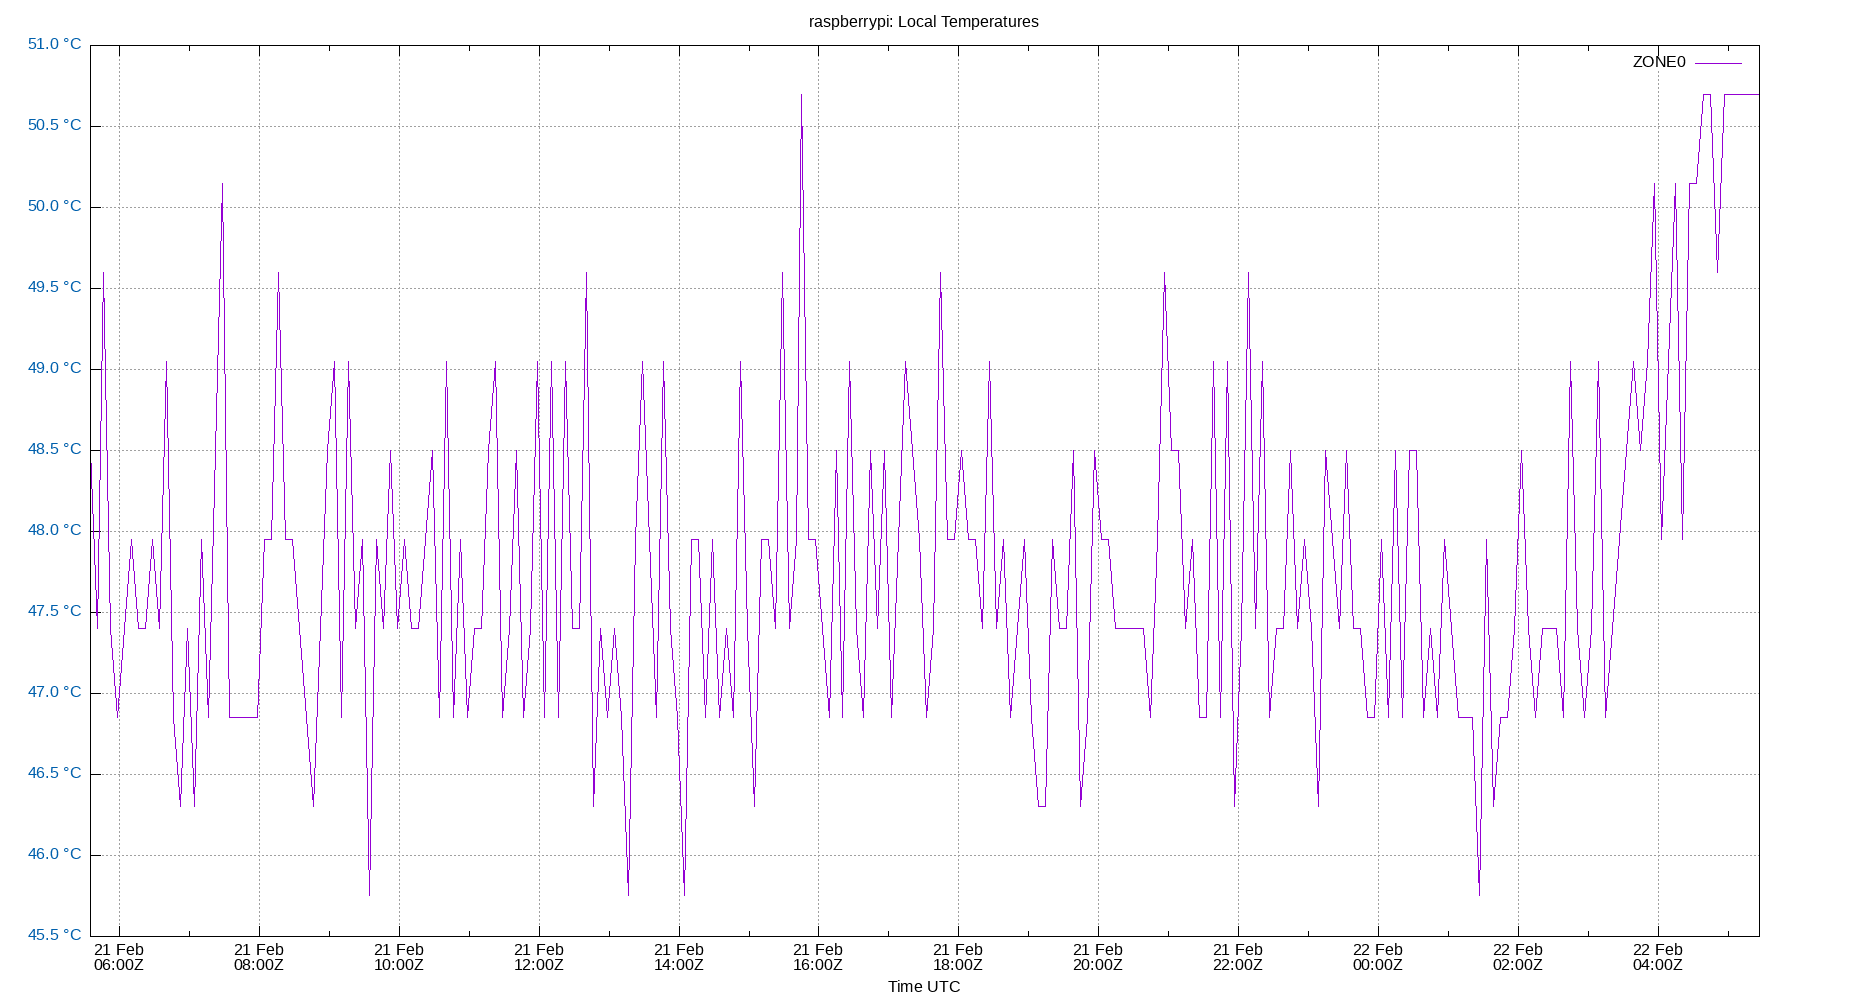 raspberrypi: Local Temperatures
51.0 °C
ZONE0
50.5 °C
50.0 °C
49.5 °C
49.0 °C
48.5 °C
48.0 °C
47.5 °C
47.0 °C
46.5 °C
46.0 °C
45.5 °C
21 Feb 21 Feb 21 Feb 21 Feb 21 Feb 21 Feb 21 Feb 21 Feb 21 Feb 22 Feb 22 Feb 22 Feb
06:00Z 08:00Z 10:00Z 12:00Z 14:00Z 16:00Z 18:00Z 20:00Z 22:00Z 00:00Z 02:00Z 04:00Z
Time UTC